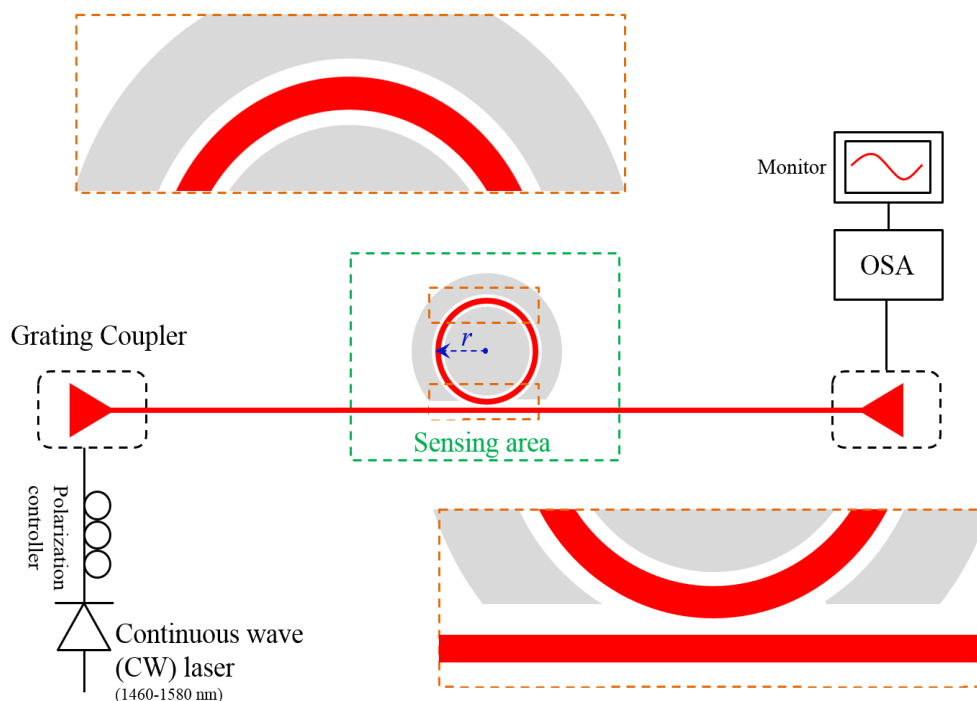 Monitor
OSA
r
Grating Coupler
Sensing area
Polarization
controller
Continuous wave
(CW) laser
(1460-1580 nm)